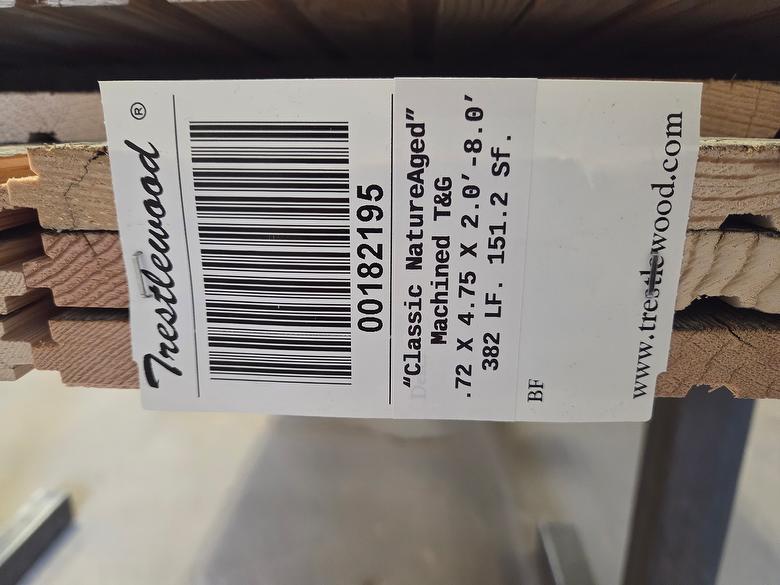 Trestlewood ®
00182195
"Classic NatureAged"
Machined T&G
.72 X 4.75 X 2.0'-8.0'
382 LF. 151.2 Sf.
BF
www.trestlewood.com